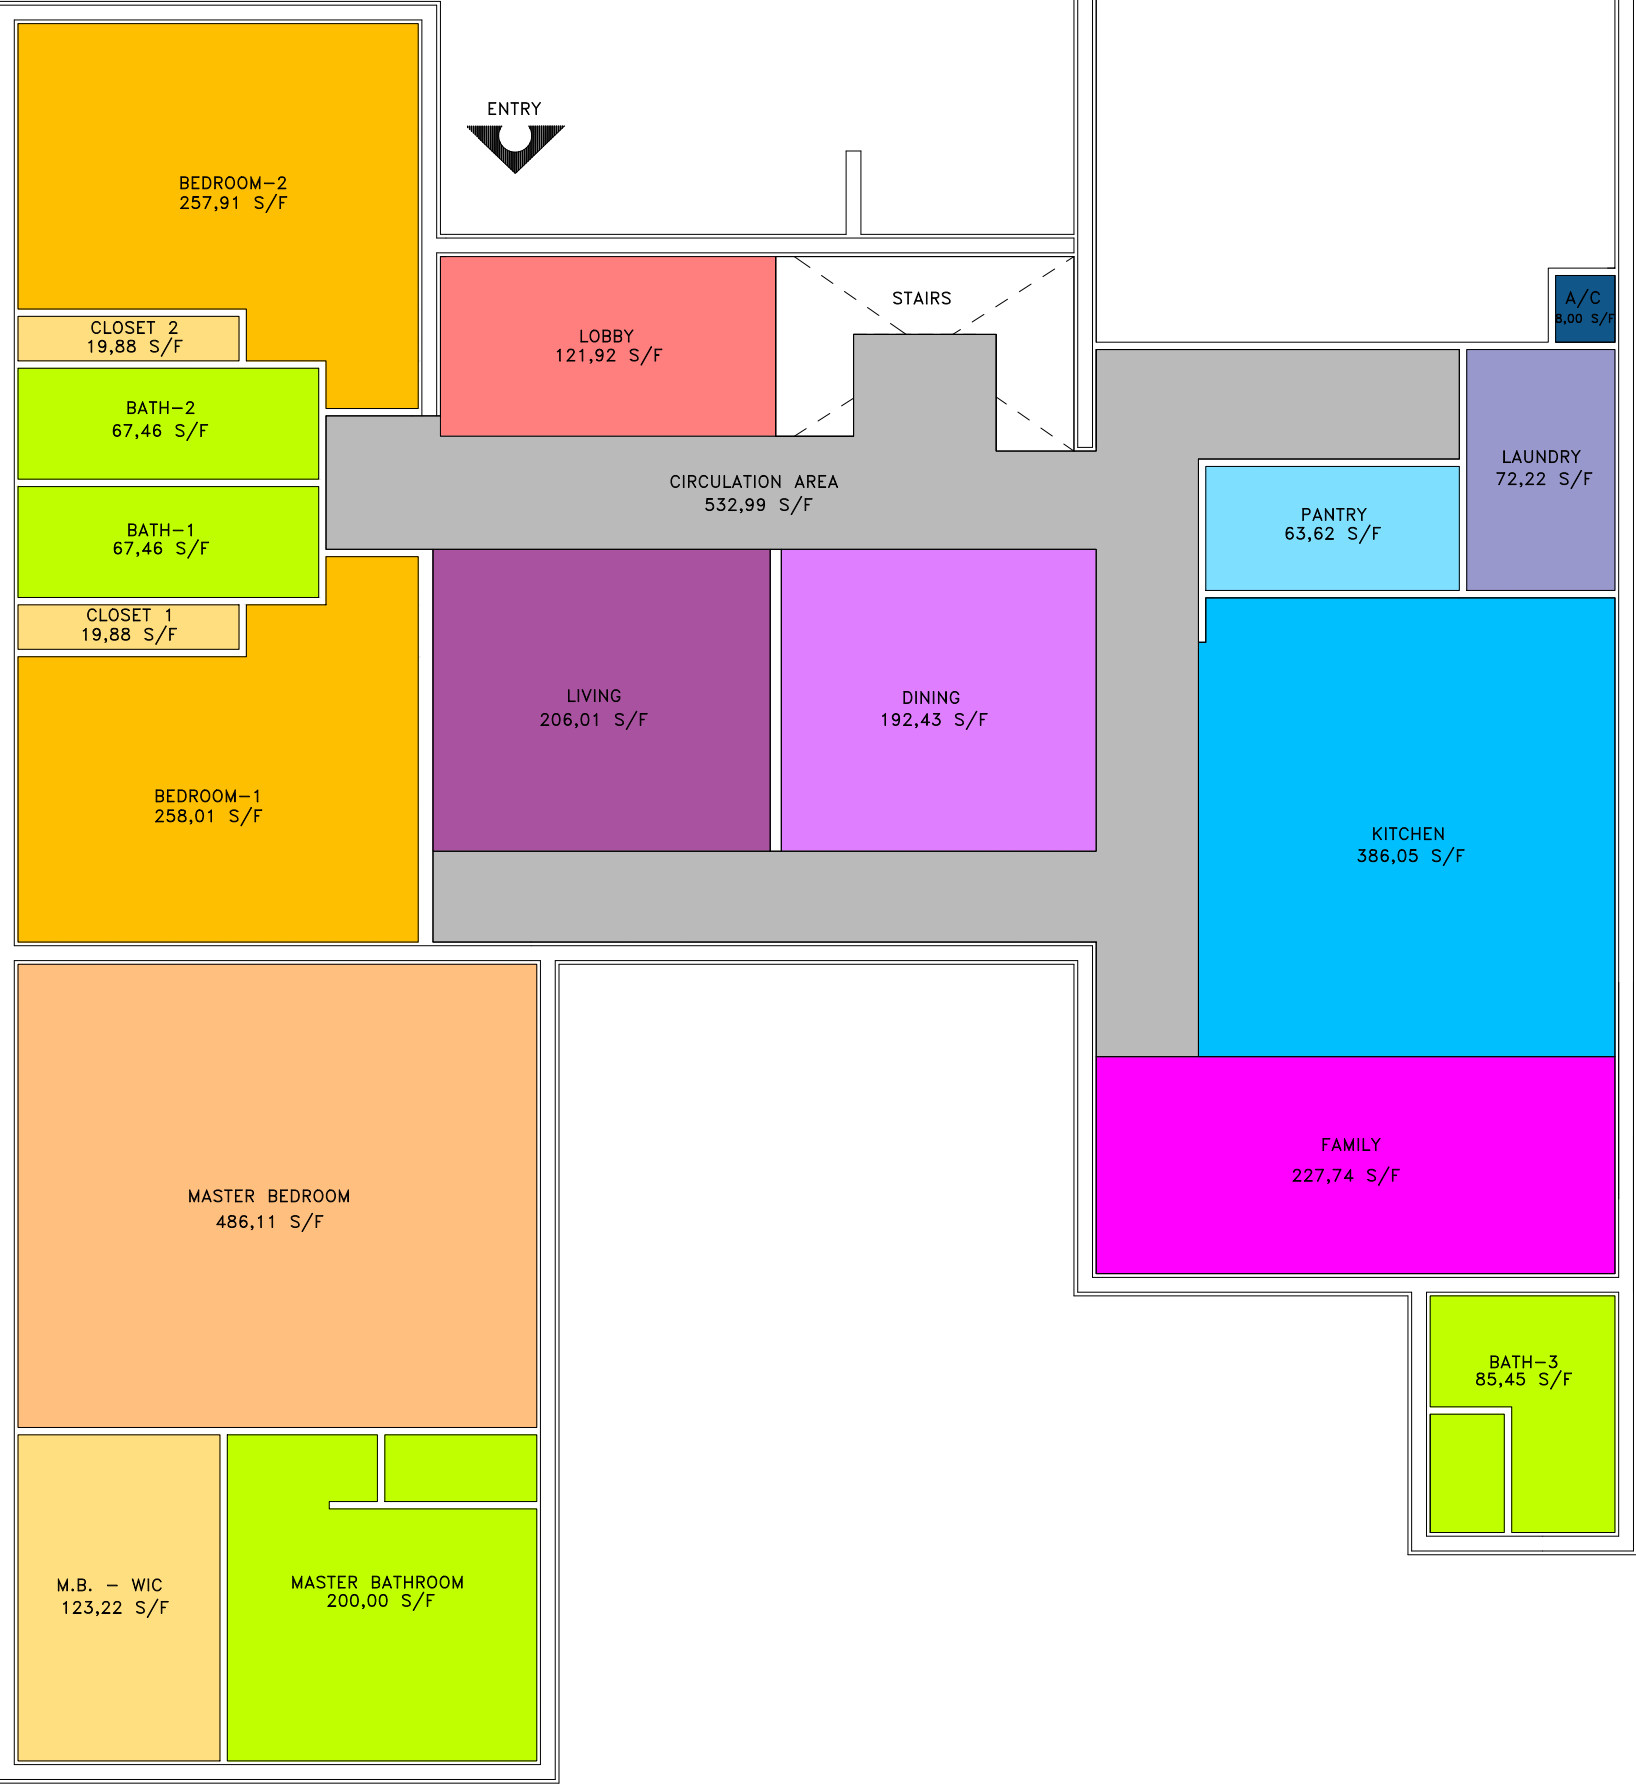 ENTRY
BEDROOM-2
257,91 S/F
CLOSET 2
19,88 S/F
BATH-2
67,46 S/F
BATH-1
67,46 S/F
CLOSET 1
19,88 S/F
BEDROOM-1
258,01 S/F
LOBBY
121,92 S/F
STAIRS
A/C
8,00 S/F
CIRCULATION AREA
532,99 S/F
LAUNDRY
72,22 S/F
PANTRY
63,62 S/F
LIVING
206,01 S/F
DINING
192,43 S/F
KITCHEN
386,05 S/F
FAMILY
227,74 S/F
MASTER BEDROOM
486,11 S/F
BATH-3
85,45 S/F
M.B. - WIC
123,22 S/F
MASTER BATHROOM
200,00 S/F